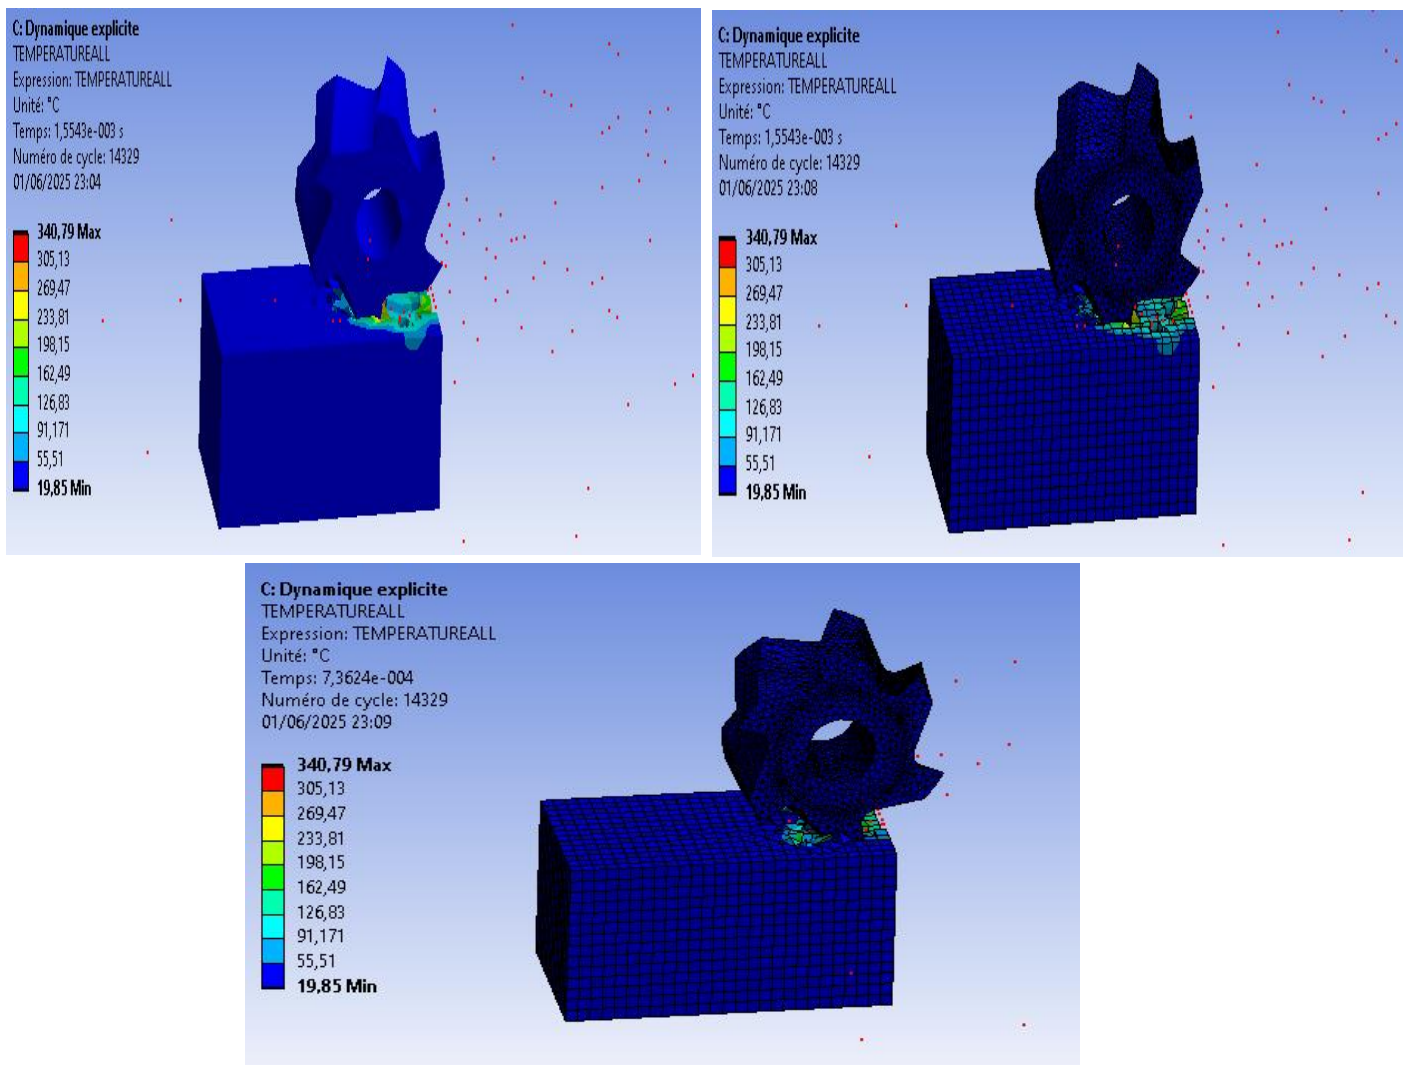 C: Dynamique explicite
TEMPERATUREALL
Expression: TEMPERATUREALL
Unité: °C
Temps: 1,5543e-003 s
Numéro de cycle: 14329
01/06/2025 23:04
340,79 Max
305,13
269,47
233,81
198,15
162,49
126,83
91,171
55,51
19,85 Min
C: Dynamique explicite
TEMPERATUREALL
Expression: TEMPERATUREALL
Unité: °C
Temps: 1,5543e-003 s
Numéro de cycle: 14329
01/06/2025 23:08
340,79 Max
305,13
269,47
233,81
198,15
162,49
126,83
91,171
55,51
19,85 Min
C: Dynamique explicite
TEMPERATUREALL
Expression: TEMPERATUREALL
Unité: °C
Temps: 7,3624e-004
Numéro de cycle: 14329
01/06/2025 23:09
340,79 Max
305,13
269,47
233,81
198,15
162,49
126,83
91,171
55,51
19,85 Min